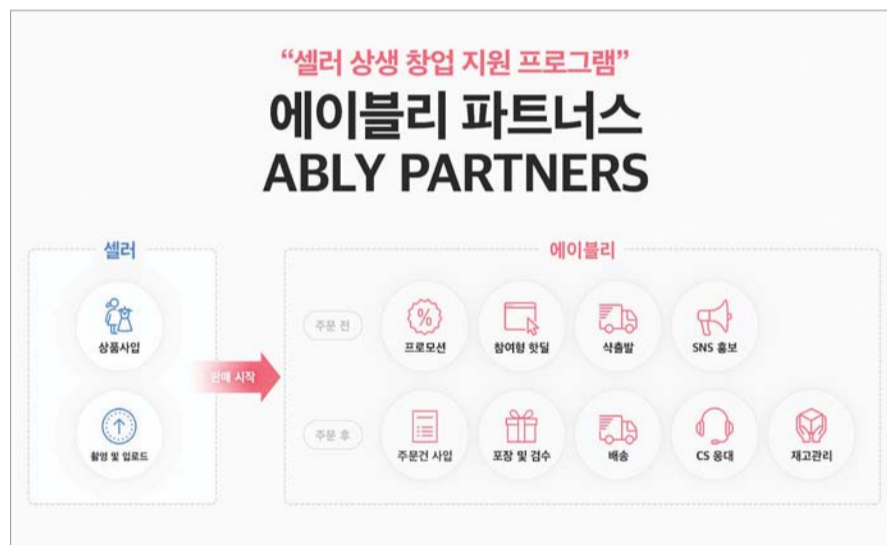 “셀러 상생 창업 지원 프로그램”
에이블리 파트너스
ABLY PARTNERS
셀러
에이블리
상품사입
주문 전
프로모션
참여형 핫딜
샥출발
SNS 홍보
판매 시작
촬영 및 업로드
주문 후
주문건 사입
포장 및 검수
배송
CS 응대
재고관리